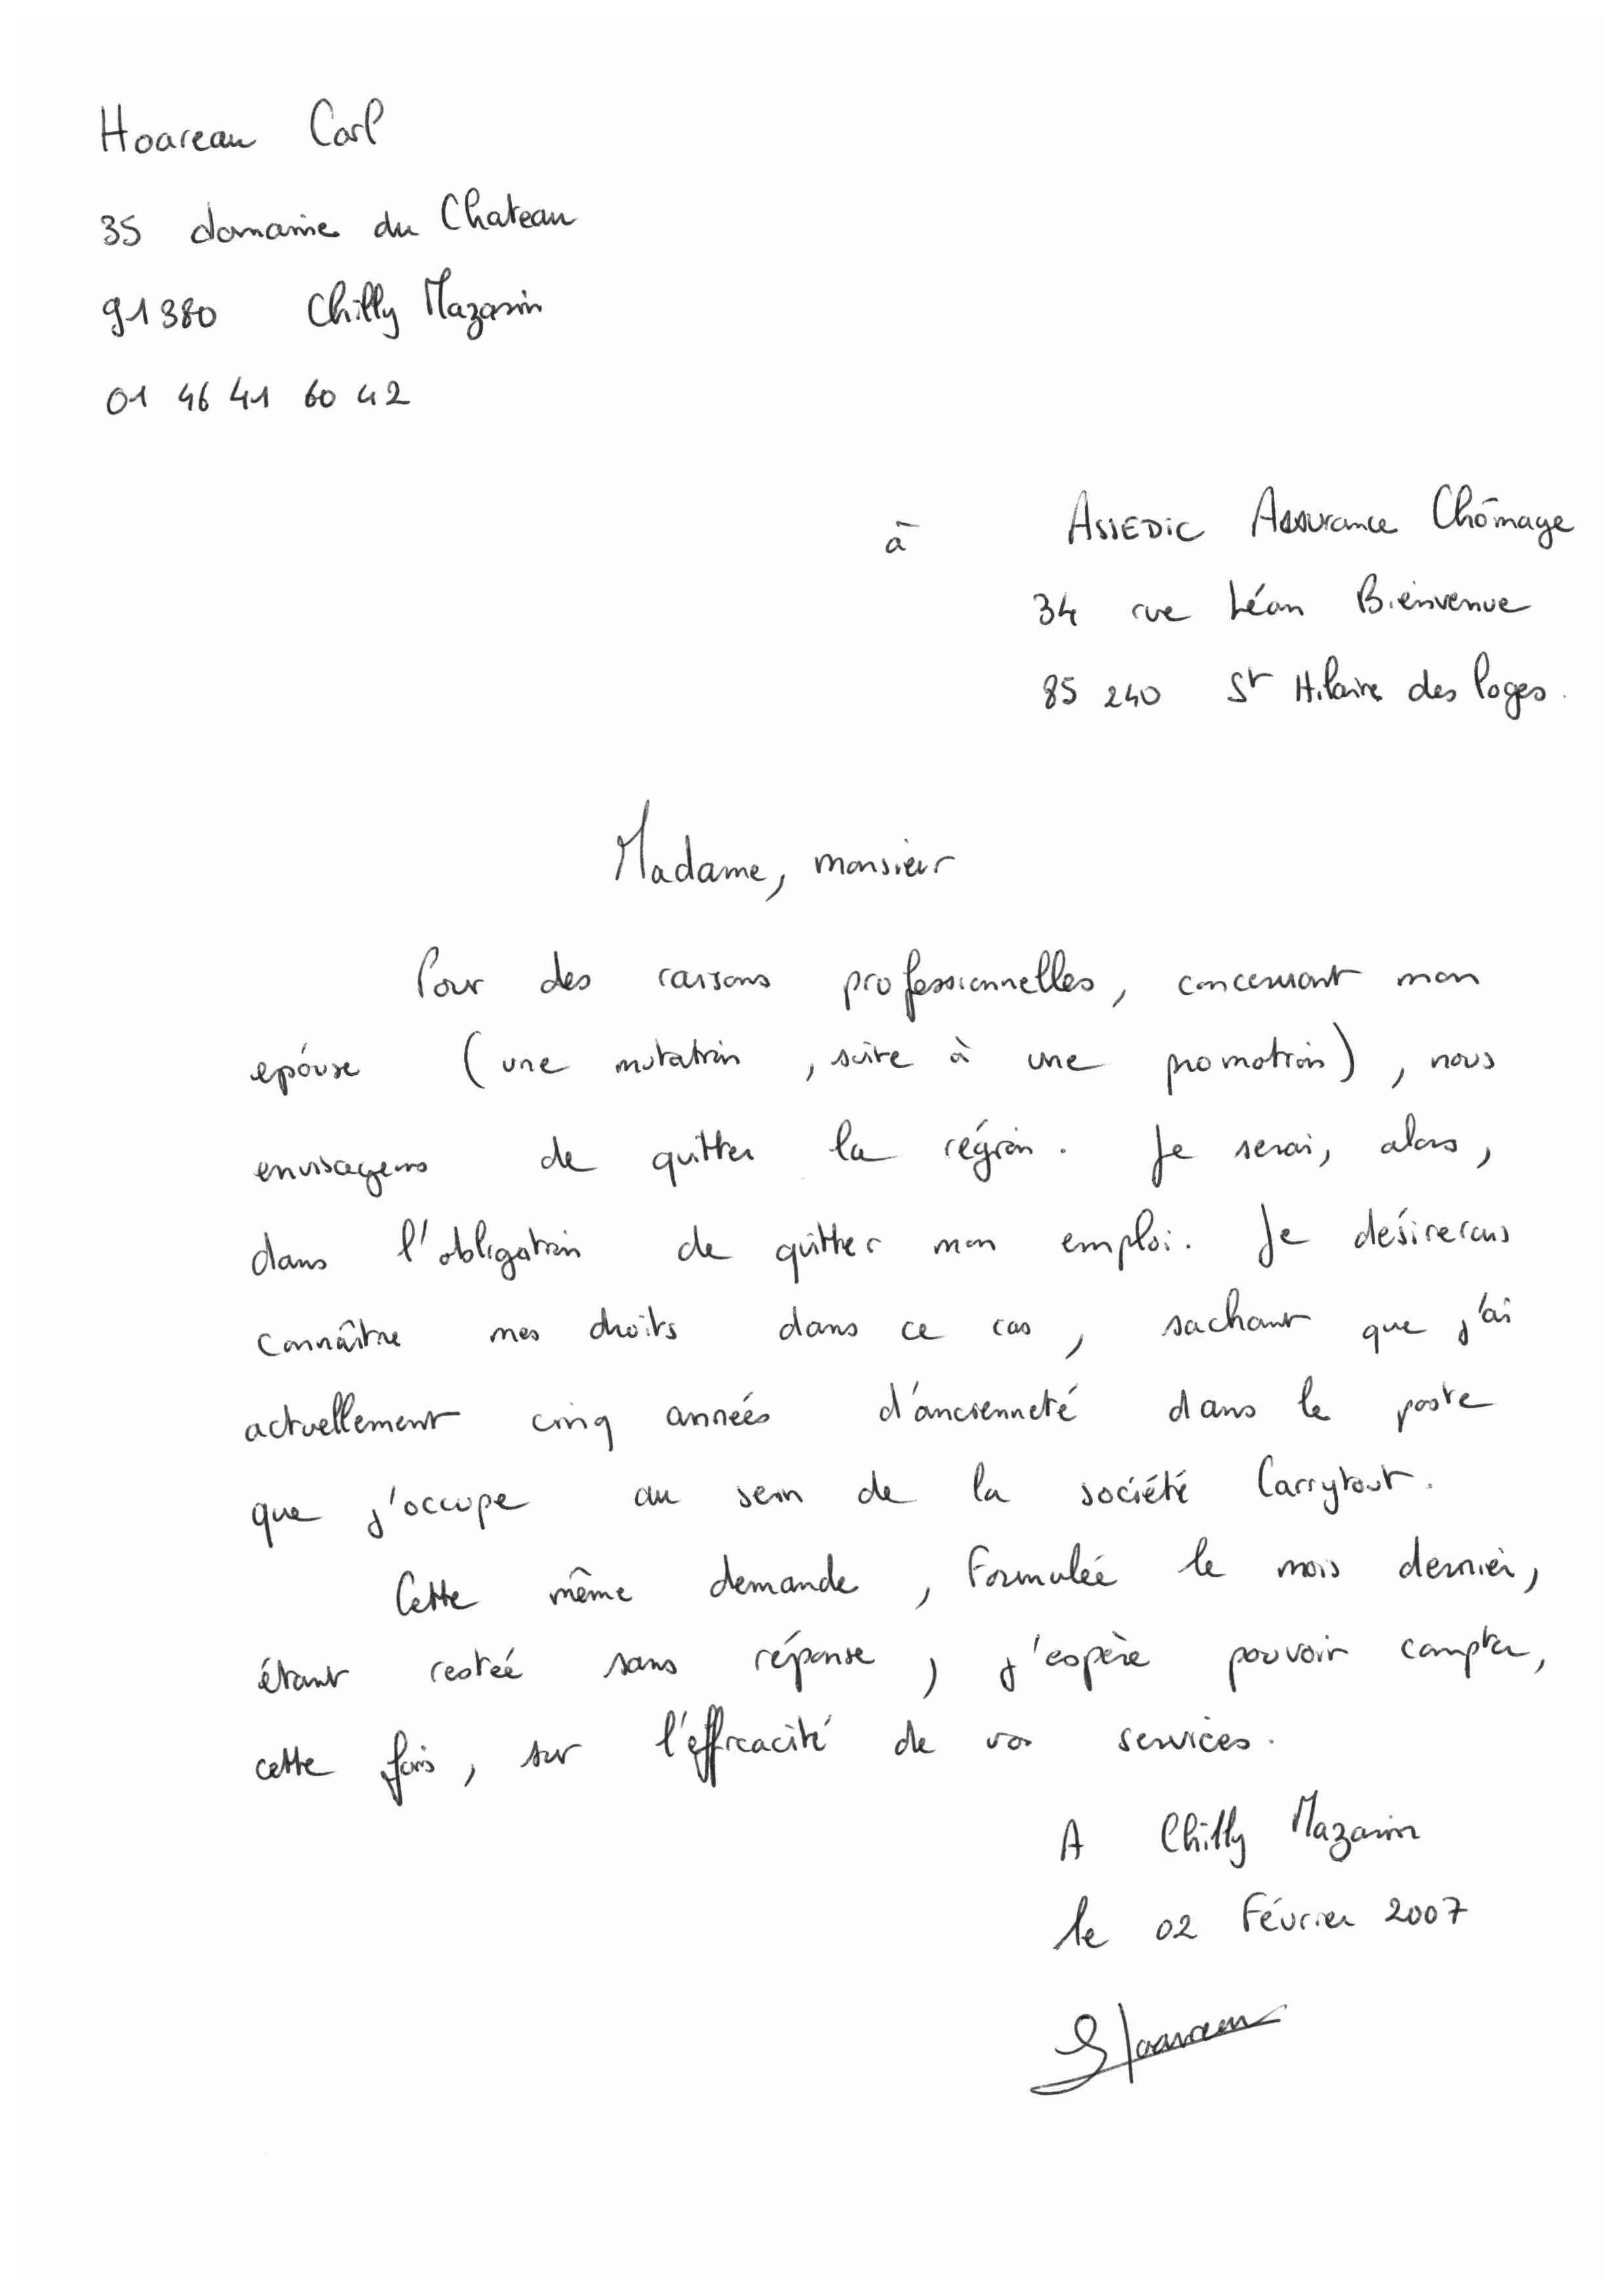 Hoareau Carl
35 domaine du Chateau
91380 Chilly Mazarin
01 46 41 60 42
à ASSEDIC Assurance Chômage
34 rue Léon Bienvenue
85 240 St Hilaire des loges.
Madame, monsieur
Pour des raisons professionnelles, concernant mon
epóuse (une mutation , suite à une promotion), nous
envisageons de quitter la région. Je serai, alors,
dans l'obligation de quitter mon emploi. Je désirerais
connaître mes droits dans ce cas, sachant que j'ai
actuellement cinq années d'ancienneté dans le poste
que j'occupe au sein de la société Carrytout.
Cette même demande, Formulée le mois dernier,
étant restée sans réponse, j'espère pouvoir compter,
cette fois, sur l'efficacité de vos services.
A Chilly Mazarin
le 02 Février 2007
Hoareau